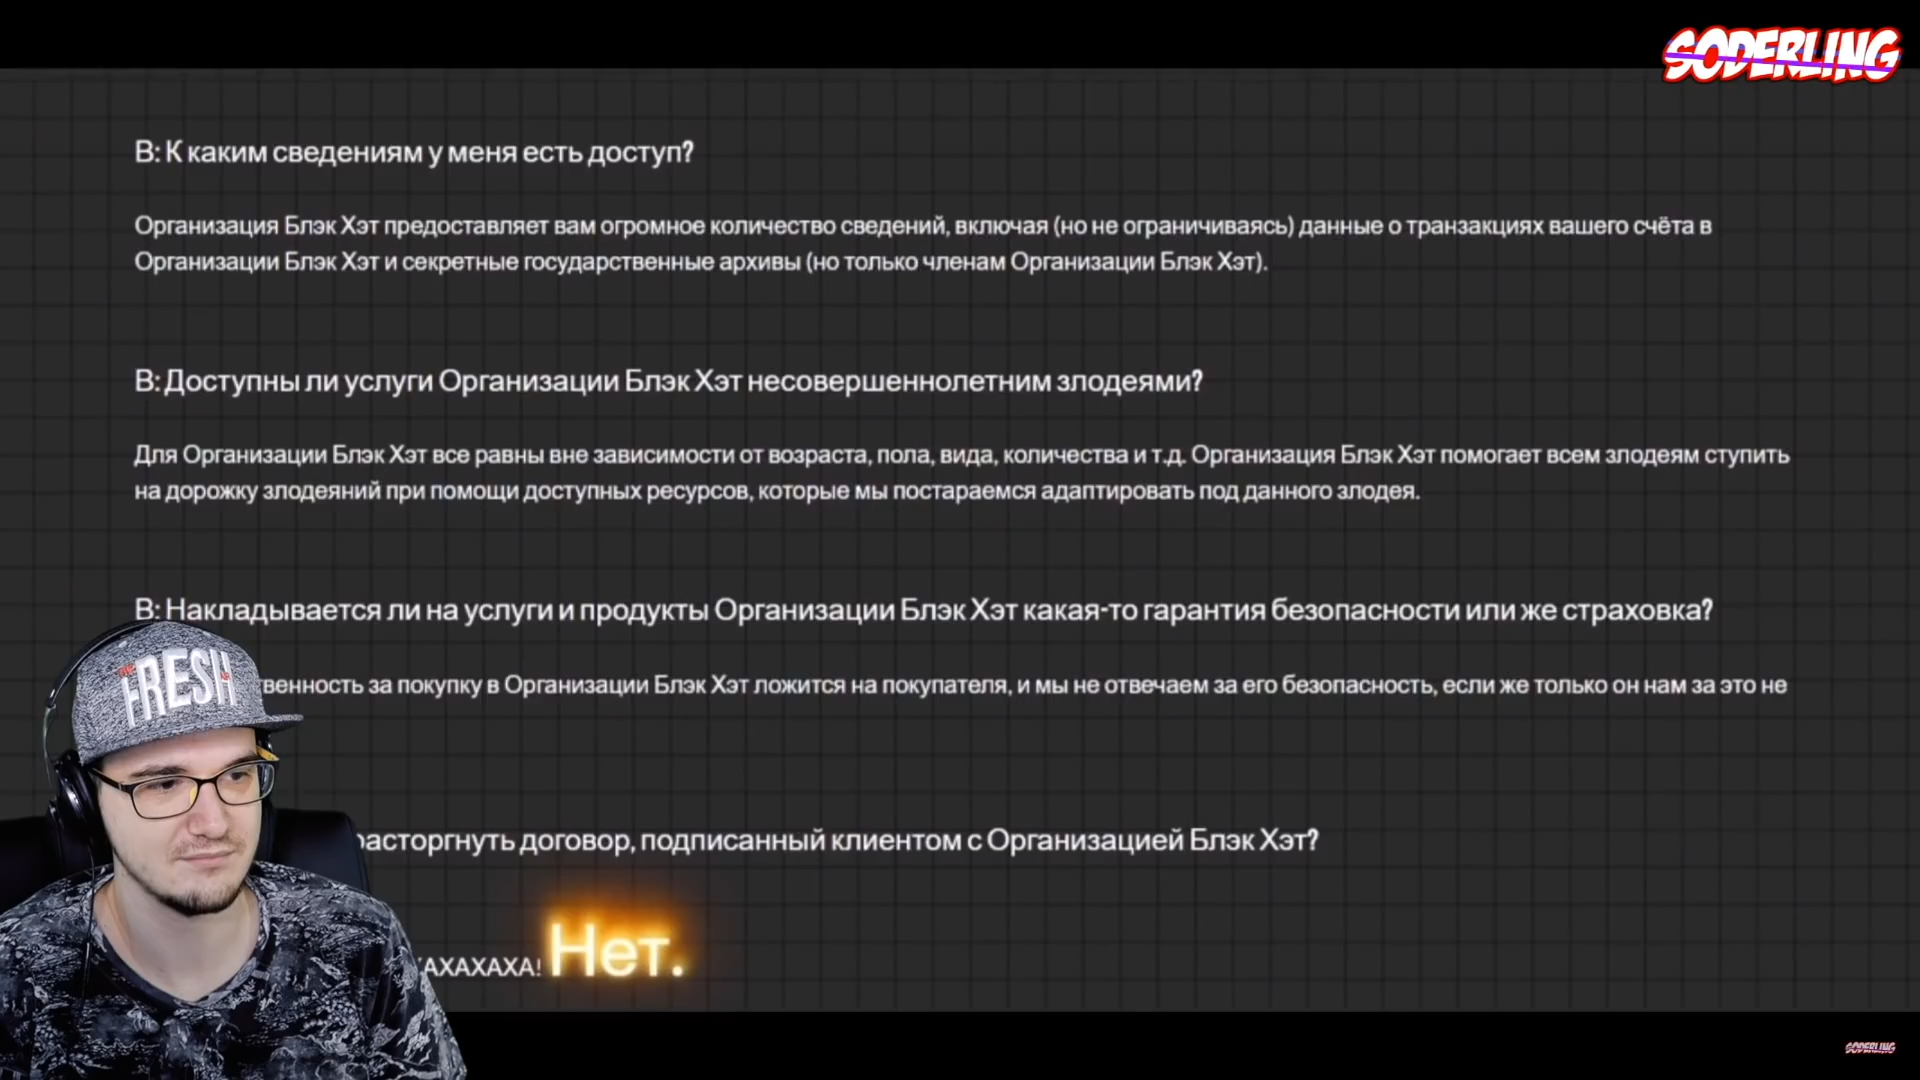 SODERLING
В: К каким сведениям у меня есть доступ?
Организация Блэк Хэт предоставляет вам огромное количество сведений, включая (но не ограничиваясь) данные о транзакциях вашего счёта в
Организации Блэк Хэт и секретные государственные архивы (но только членам Организации Блэк Хэт).
В: Доступны ли услуги Организации Блэк Хэт несовершеннолетним злодеями?
Для Организации Блэк Хэт все равны вне зависимости от возраста, пола, вида, количества и т.д. Организация Блэк Хэт помогает всем злодеям ступить
на дорожку злодеяний при помощи доступных ресурсов, которые мы постараемся адаптировать под данного злодея.
В: Накладывается ли на услуги и продукты Организации Блэк Хэт какая-то гарантия безопасности или же страховка?
FRESH
твенность за покупку в Организации Блэк Хэт ложится на покупателя, и мы не отвечаем за его безопасность, если же только он нам за это не
расторгнуть договор, подписанный клиентом с Организацией Блэк Хэт?
АХАХАХА! Нет.
SODERLING